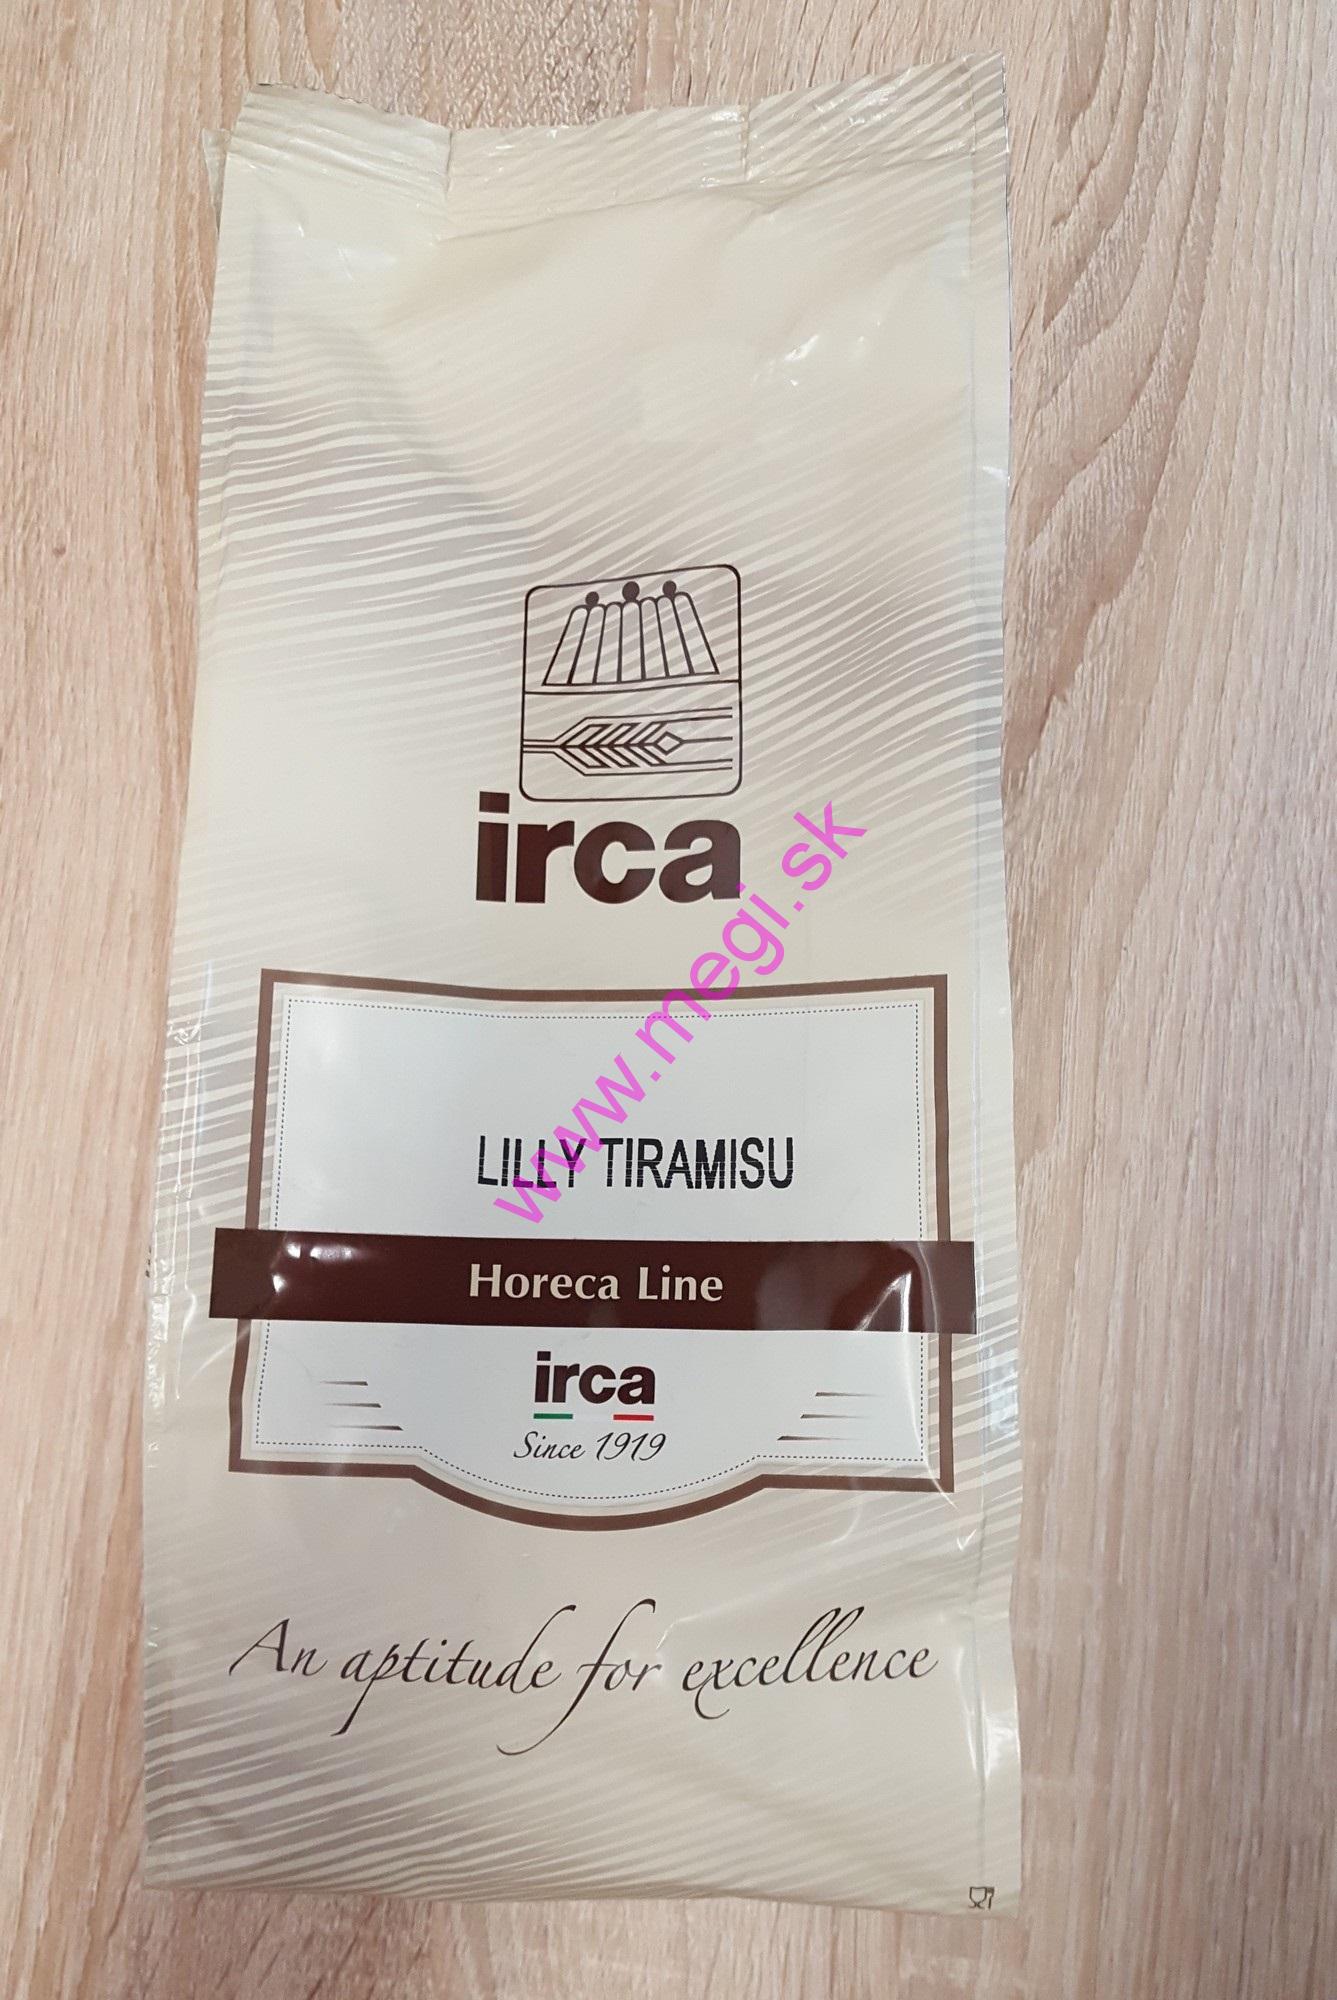 irca
www.megi.sk
LILLY TIRAMISU
Horeca Line
irca
Since 1919
An aptitude for excellence